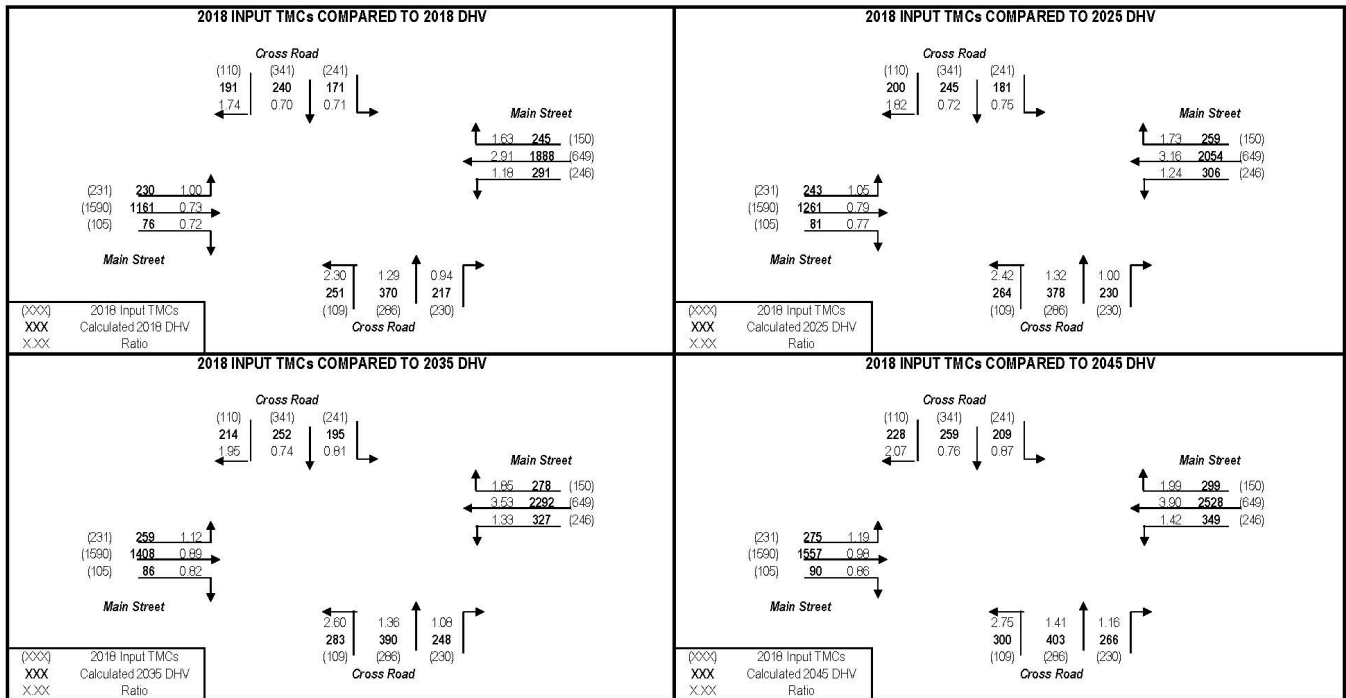 2018 INPUT TMCs COMPARED TO 2018 DHV
Cross Road
(110) (341) (241)
191 240 171
1.74 0.70 0.71
Main Street
1.63 245 (150)
2.91 1888 (649)
1.18 291 (246)
(231) 230 1.00
(1590) 1161 0.73
(105) 76 0.72
Main Street
2.30 1.29 0.94
251 370 217
(109) (286) (230)
Cross Road
(XXX) 2018 Input TMCs
XXX Calculated 2018 DHV
X.XX Ratio
2018 INPUT TMCs COMPARED TO 2025 DHV
Cross Road
(110) (341) (241)
200 245 181
1.82 0.72 0.75
Main Street
1.73 259 (150)
3.16 2054 (649)
1.24 306 (246)
(231) 243 1.05
(1590) 1261 0.79
(105) 81 0.77
Main Street
2.42 1.32 1.00
264 378 230
(109) (286) (230)
Cross Road
(XXX) 2018 Input TMCs
XXX Calculated 2025 DHV
X.XX Ratio
2018 INPUT TMCs COMPARED TO 2035 DHV
Cross Road
(110) (341) (241)
214 252 195
1.95 0.74 0.81
Main Street
1.85 278 (150)
3.53 2292 (649)
1.33 327 (246)
(231) 259 1.12
(1590) 1408 0.89
(105) 86 0.82
Main Street
2.60 1.36 1.08
283 390 248
(109) (286) (230)
Cross Road
(XXX) 2018 Input TMCs
XXX Calculated 2035 DHV
X.XX Ratio
2018 INPUT TMCs COMPARED TO 2045 DHV
Cross Road
(110) (341) (241)
228 259 209
2.07 0.76 0.87
Main Street
1.99 299 (150)
3.90 2528 (649)
1.42 349 (246)
(231) 275 1.19
(1590) 1557 0.98
(105) 90 0.86
Main Street
2.75 1.41 1.16
300 403 266
(109) (286) (230)
Cross Road
(XXX) 2018 Input TMCs
XXX Calculated 2045 DHV
X.XX Ratio